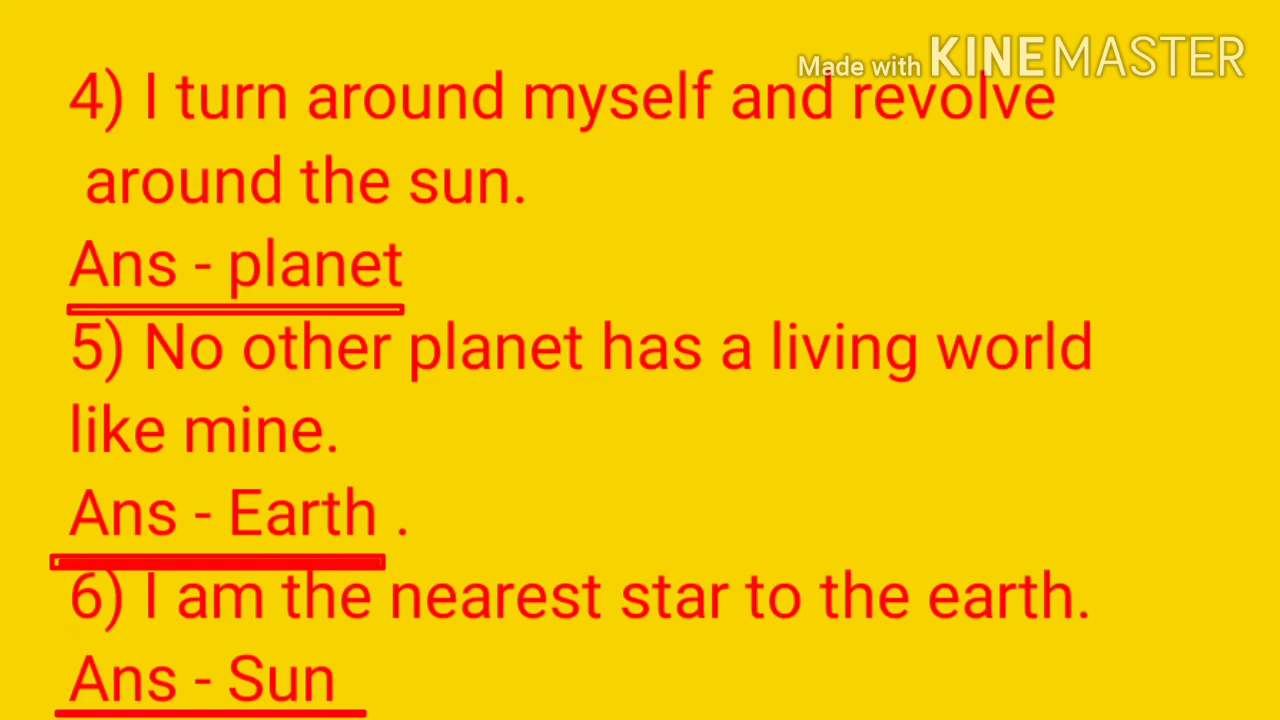 Made with KINEMASTER
4) I turn around myself and revolve
around the sun.
Ans - planet
5) No other planet has a living world
like mine.
Ans - Earth .
6) I am the nearest star to the earth.
Ans - Sun